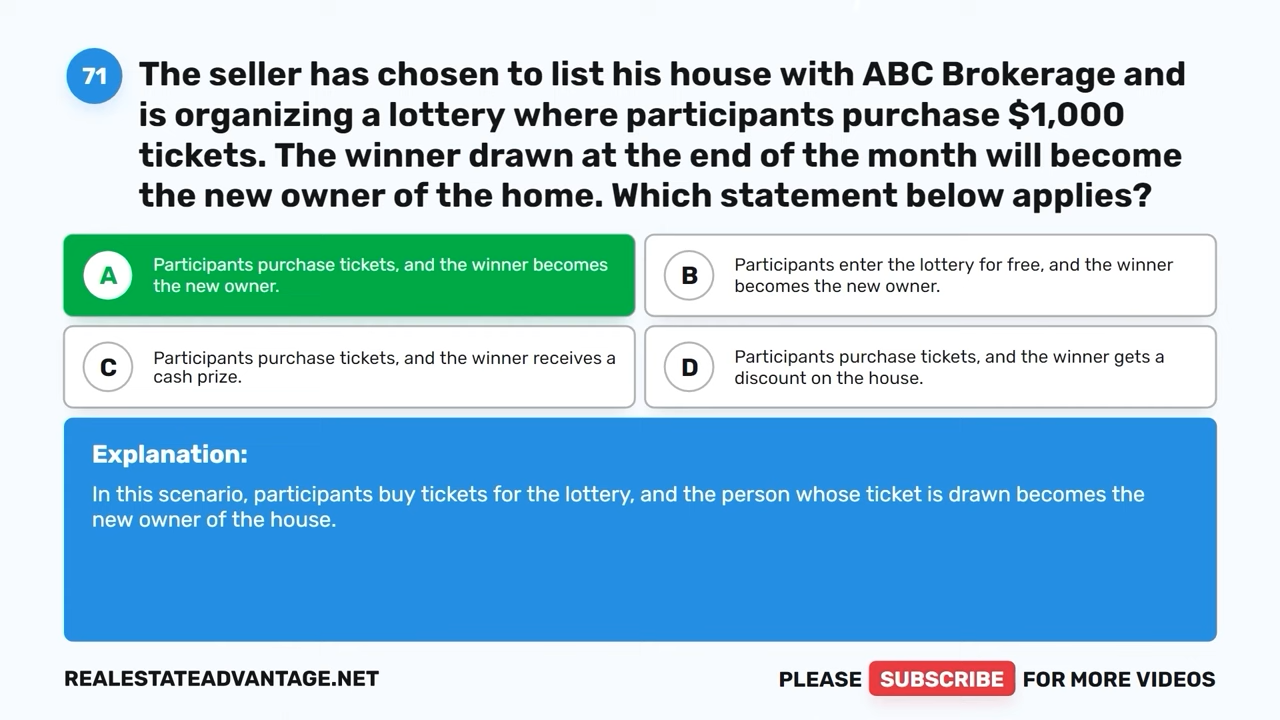 71
The seller has chosen to list his house with ABC Brokerage and
is organizing a lottery where participants purchase $1,000
tickets. The winner drawn at the end of the month will become
the new owner of the home. Which statement below applies?
A
Participants purchase tickets, and the winner becomes
the new owner.
B
Participants enter the lottery for free, and the winner
becomes the new owner.
C
Participants purchase tickets, and the winner receives a
cash prize.
D
Participants purchase tickets, and the winner gets a
discount on the house.
Explanation:
In this scenario, participants buy tickets for the lottery, and the person whose ticket is drawn becomes the
new owner of the house.
REALESTATEADVANTAGE.NET
PLEASE SUBSCRIBE FOR MORE VIDEOS